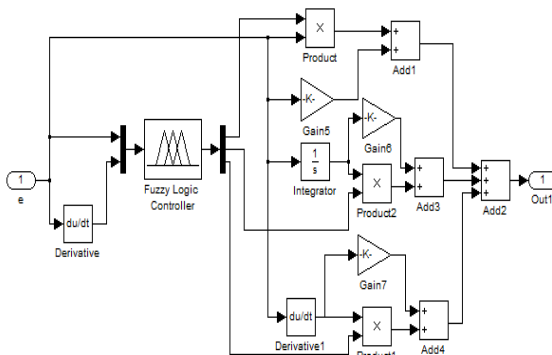 ×
Product
+
+
Add1
-K-
Gain5
-K-
Gain6
1
e
Fuzzy Logic
Controller
1
s
Integrator
×
Product2
+
+
Add3
+
+
+
Add2
1
Out1
du/dt
Derivative
-K-
Gain7
du/dt
Derivative1
×
Product1
+
+
Add4